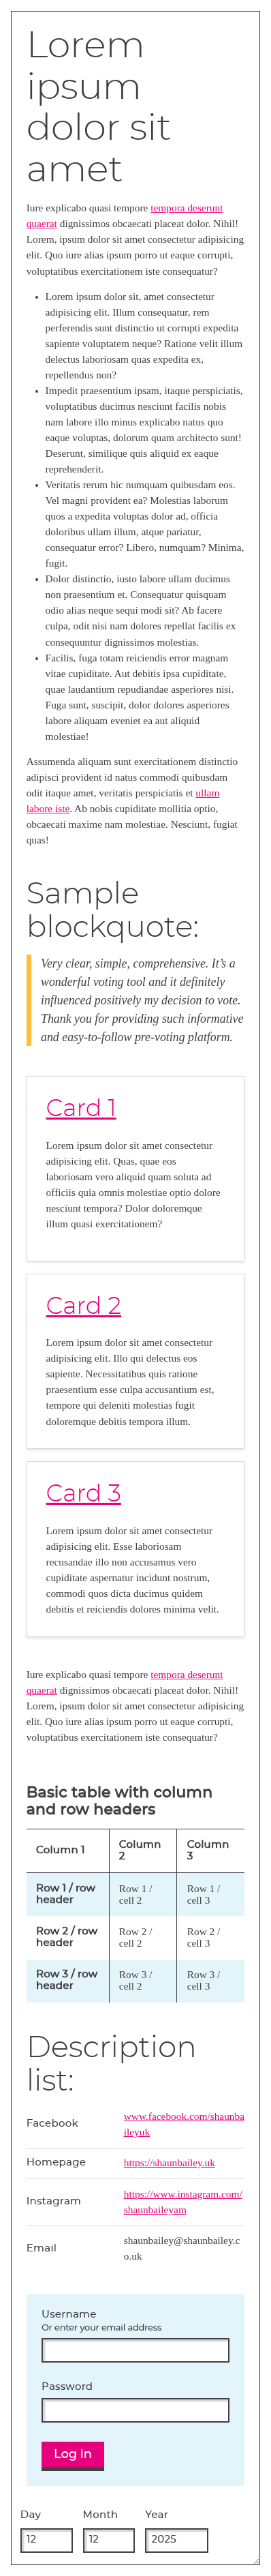 Lorem
ipsum
dolor sit
amet
Iure explicabo quasi tempore tempora deserunt
quaerat dignissimos obcaecati placeat dolor. Nihil!
Lorem, ipsum dolor sit amet consectetur adipisicing
elit. Quo iure alias ipsum porro ut eaque corrupti,
voluptatibus exercitationem iste consequatur?
• Lorem ipsum dolor sit, amet consectetur
adipisicing elit. Illum consequatur, rem
perferendis sunt distinctio ut corrupti expedita
sapiente voluptatem neque? Ratione velit illum
delectus laboriosam quas expedita ex,
repellendus non?
• Impedit praesentium ipsam, itaque perspiciatis,
voluptatibus ducimus nesciunt facilis nobis
nam labore illo minus explicabo natus quo
eaque voluptas, dolorum quam architecto sunt!
Deserunt, similique quis aliquid ex eaque
reprehenderit.
• Veritatis rerum hic numquam quibusdam eos.
Vel magni provident ea? Molestias laborum
quos a expedita voluptas dolor ad, officia
doloribus ullam illum, atque pariatur,
consequatur error? Libero, numquam? Minima,
fugit.
• Dolor distinctio, iusto labore ullam ducimus
non praesentium et. Consequatur quisquam
odio alias neque sequi modi sit? Ab facere
culpa, odit nisi nam dolores repellat facilis ex
consequuntur dignissimos molestias.
• Facilis, fuga totam reiciendis error magnam
vitae cupiditate. Aut debitis ipsa cupiditate,
quae laudantium repudiandae asperiores nisi.
Fuga sunt, suscipit, dolor dolores asperiores
labore aliquam eveniet ea aut aliquid
molestiae!
Assumenda aliquam sunt exercitationem distinctio
adipisci provident id natus commodi quibusdam
odit itaque amet, veritatis perspiciatis et ullam
labore iste. Ab nobis cupiditate mollitia optio,
obcaecati maxime nam molestiae. Nesciunt, fugiat
quas!
Sample
blockquote:
Very clear, simple, comprehensive. It’s a
wonderful voting tool and it definitely
influenced positively my decision to vote.
Thank you for providing such informative
and easy-to-follow pre-voting platform.
Card 1
Lorem ipsum dolor sit amet consectetur
adipisicing elit. Quas, quae eos
laboriosam vero aliquid quam soluta ad
officiis quia omnis molestiae optio dolore
nesciunt tempora? Dolor doloremque
illum quasi exercitationem?
Card 2
Lorem ipsum dolor sit amet consectetur
adipisicing elit. Illo qui delectus eos
sapiente. Necessitatibus quis ratione
praesentium esse culpa accusantium est,
tempore qui deleniti molestias fugit
doloremque debitis tempora illum.
Card 3
Lorem ipsum dolor sit amet consectetur
adipisicing elit. Esse laboriosam
recusandae illo non accusamus vero
cupiditate aspernatur incidunt nostrum,
commodi quos dicta ducimus quidem
debitis et reiciendis dolores minima velit.
Iure explicabo quasi tempore tempora deserunt
quaerat dignissimos obcaecati placeat dolor. Nihil!
Lorem, ipsum dolor sit amet consectetur adipisicing
elit. Quo iure alias ipsum porro ut eaque corrupti,
voluptatibus exercitationem iste consequatur?
Basic table with column
and row headers
Column 1 Column 2 Column 3
Row 1 / row header Row 1 / cell 2 Row 1 / cell 3
Row 2 / row header Row 2 / cell 2 Row 2 / cell 3
Row 3 / row header Row 3 / cell 2 Row 3 / cell 3
Description
list:
Facebook www.facebook.com/shaunba
ileyuk
Homepage https://shaunbailey.uk
Instagram https://www.instagram.com/
shaunbaileyam
Email shaunbailey@shaunbailey.c
o.uk
Username
Or enter your email address
Password
Log in
Day Month Year
12 12 2025